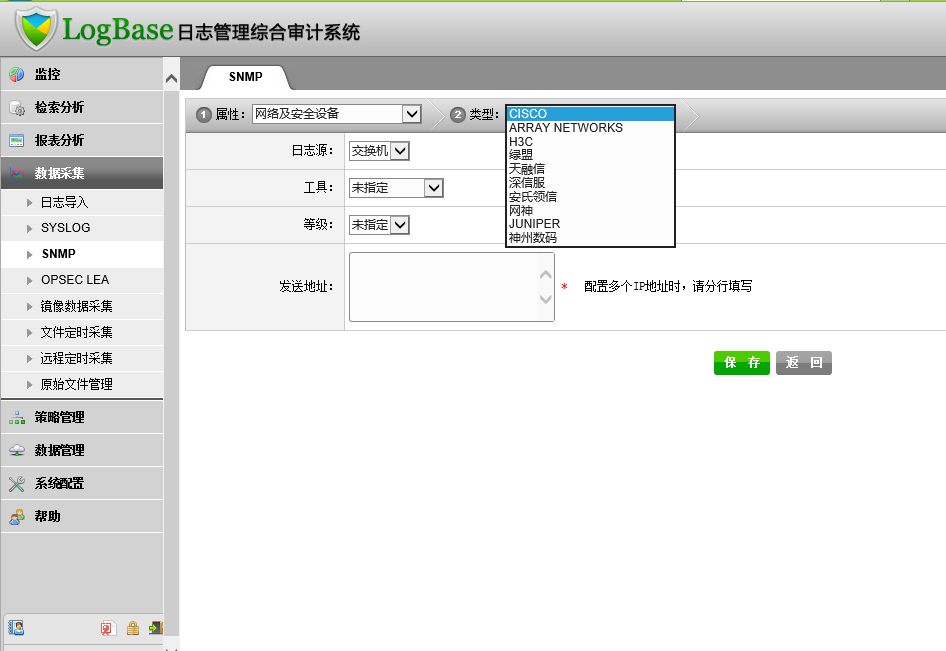 LogBase日志管理综合审计系统
监控
检索分析
报表分析
数据采集
日志导入
SYSLOG
SNMP
OPSEC LEA
镜像数据采集
文件定时采集
远程定时采集
原始文件管理
策略管理
数据管理
系统配置
帮助
SNMP
1 属性: 网络及安全设备 2 类型:
CISCO
ARRAY NETWORKS
H3C
绿盟
天融信
深信服
安氏领信
网神
JUNIPER
神州数码
日志源: 交换机
工具: 未指定
等级: 未指定
发送地址: * 配置多个IP地址时，请分行填写
保 存 返 回